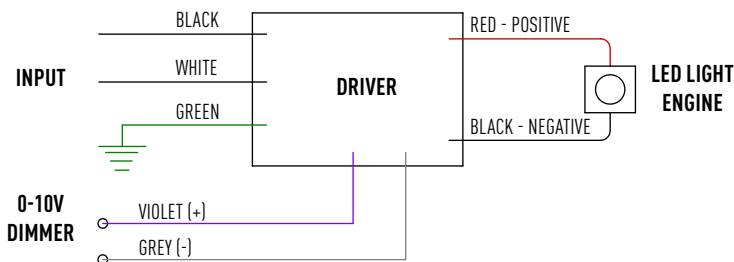 BLACK
RED - POSITIVE
INPUT
WHITE
DRIVER
LED LIGHT
ENGINE
GREEN
BLACK - NEGATIVE
0-10V
DIMMER
VIOLET (+)
GREY (-)